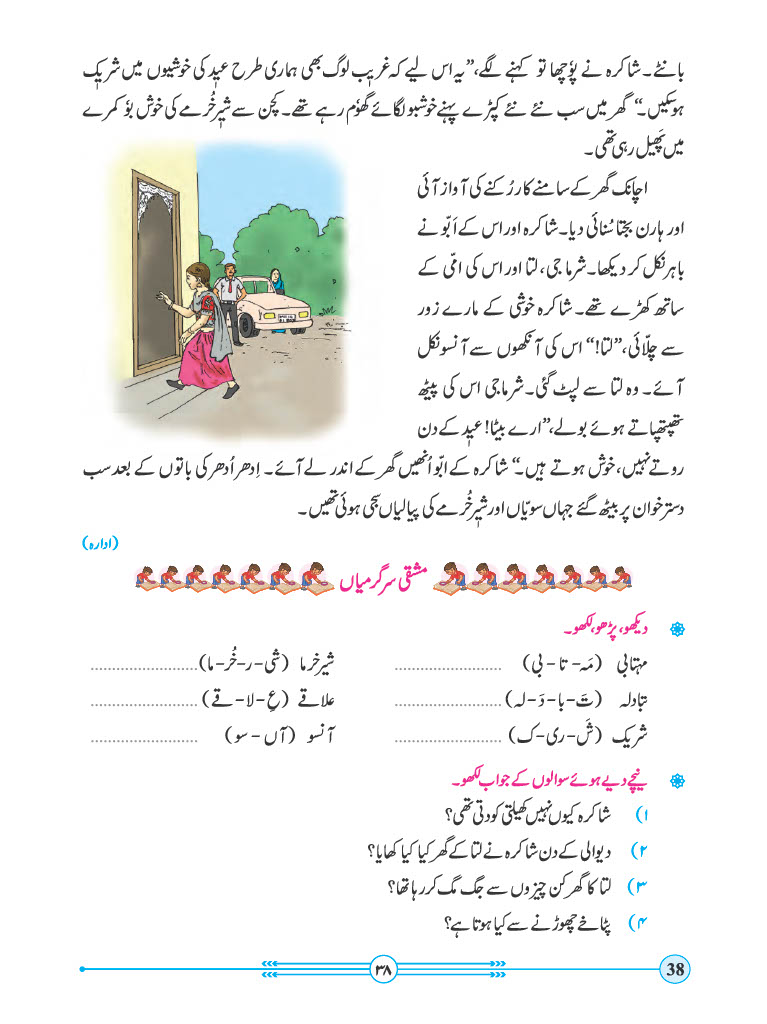 بانٹے۔ شاکرہ نے پوٗچھا تو کہنے لگے، ”یہ اس لیے کہ غریب لوگ بھی ہماری طرح عید کی خوشیوں میں شریک
ہوسکیں۔“ گھر میں سب نئے نئے کپڑے پہنے خوشبو لگائے گھوٗم رہے تھے۔ کچن سے شیرخُرمے کی خوش بوٗ کمرے
میں پَھیل رہی تھی۔
اچانک گھر کے سامنے کار رُکنے کی آواز آئی
اور ہارن بجتا سُنائی دیا۔ شاکرہ اور اس کے اَبّو نے
باہر نکل کر دیکھا۔ شرما جی، لتا اور اس کی امّی کے
ساتھ کھڑے تھے۔ شاکرہ خوشی کے مارے زور
سے چلّائی، ”لتا!“ اس کی آنکھوں سے آنسو نکل
آئے۔ وہ لتا سے لپٹ گئی۔ شرما جی اس کی پیٹھ
تھپتھپاتے ہوئے بولے، ”ارے بیٹا! عید کے دن
روتے نہیں، خوش ہوتے ہیں۔“ شاکرہ کے ابّو اُنھیں گھر کے اندر لے آئے۔ اِدھر اُدھر کی باتوں کے بعد سب
دسترخوان پر بیٹھ گئے جہاں سویّاں اور شیرخُرمے کی پیالیاں سجی ہوئی تھیں۔
(ادارہ)
مشقی سرگرمیاں
دیکھو، پڑھو، لکھو۔
مہتابی (مَہ - تا - بی) ........................ شیرخرما (شی - ر - خُر - ما) ........................
تبادلہ (تَ - با - دَ - لہ) ........................ علاقے (عِ - لا - قے) ........................
شریک (شَ - ری - ک) ........................ آنسو (آں - سو) ........................
نیچے دیے ہوئے سوالوں کے جواب لکھو۔
۱) شاکرہ کیوں نہیں کھیلتی کودتی تھی؟
۲) دیوالی کے دن شاکرہ نے لتا کے گھر کیا کیا کھایا؟
۳) لتا کا گھر کن چیزوں سے جگ مگ کر رہا تھا؟
۴) پٹاخے چھوڑنے سے کیا ہوتا ہے؟
۳۸ 38